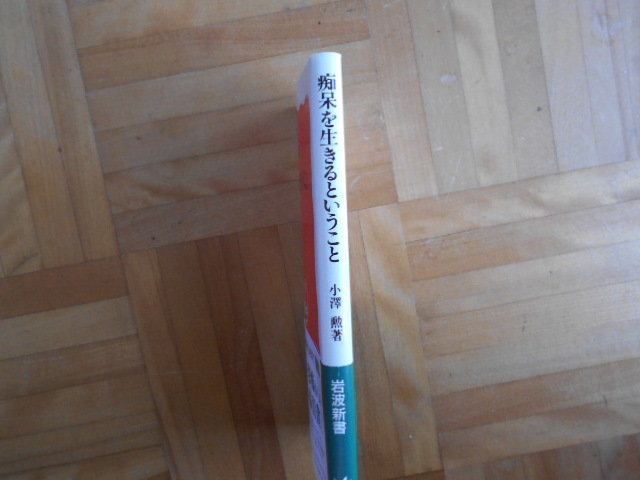 痴呆を生きるということ
小澤 勲著
岩波新書